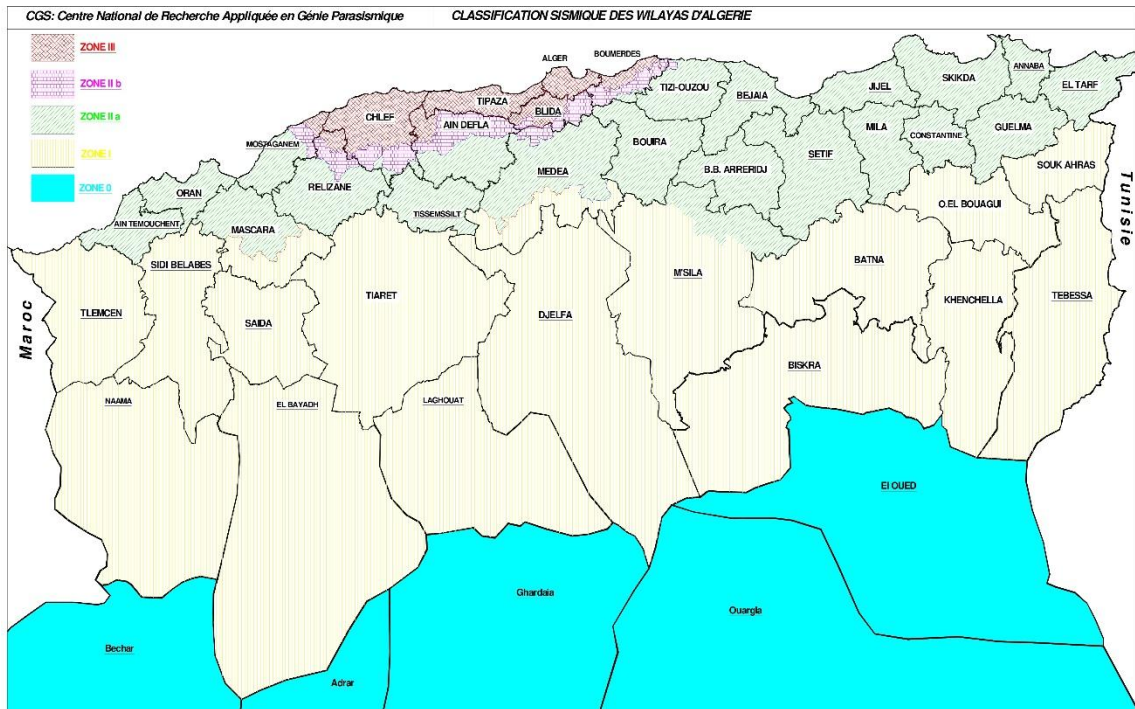 CGS: Centre National de Recherche Appliquée en Génie Parasismique
CLASSIFICATION SISMIQUE DES WILAYAS D'ALGERIE
ZONE III
ZONE II b
ZONE II a
ZONE I
ZONE 0
ALGER
BOUMERDES
TIPAZA
BLIDA
CHLEF
AIN DEFLA
TIZI-OUZOU
BEJAIA
JIJEL
SKIKDA
ANNABA
EL TARF
MOSTAGANEM
MILA
CONSTANTINE
GUELMA
BOUIRA
SETIF
SOUK AHRAS
B.B. ARRERIDJ
MEDEA
ORAN
RELIZANE
O.EL BOUAGUI
TISSEMSSILT
AIN TEMOUCHENT
MASCARA
SIDI BELABES
BATNA
M'SILA
KHENCHELLA
TEBESSA
TIARET
TLEMCEN
SAIDA
DJELFA
BISKRA
NAAMA
EL BAYADH
LAGHOUAT
El OUED
Ghardaia
Ouargla
Bechar
Adrar
Maroc
Tunisie